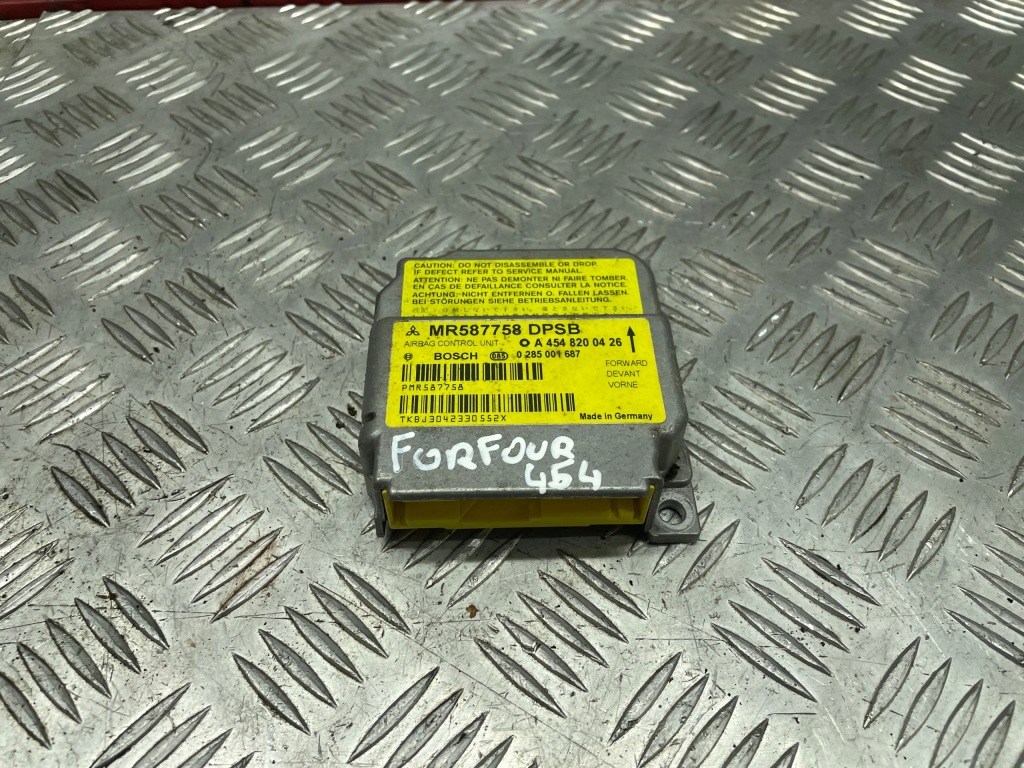 CAUTION: DO NOT DISASSEMBLE OR DROP.
IF DEFECT REFER TO SERVICE MANUAL.
ATTENTION: NE PAS DEMONTER NI FAIRE TOMBER.
EN CAS DE DEFAILLANCE CONSULTER LA NOTICE.
ACHTUNG: NICHT ENTFERNEN O. FALLEN LASSEN.
BEI STÖRUNGEN SIEHE BETRIEBSANLEITUNG.
MR587758 DPSB
AIRBAG CONTROL UNIT A 454 820 04 26
BOSCH 0 285 001 687
FORWARD
DEVANT
VORNE
PMR587758
TKBJ3042330552X
Made in Germany
FORFOUR
454